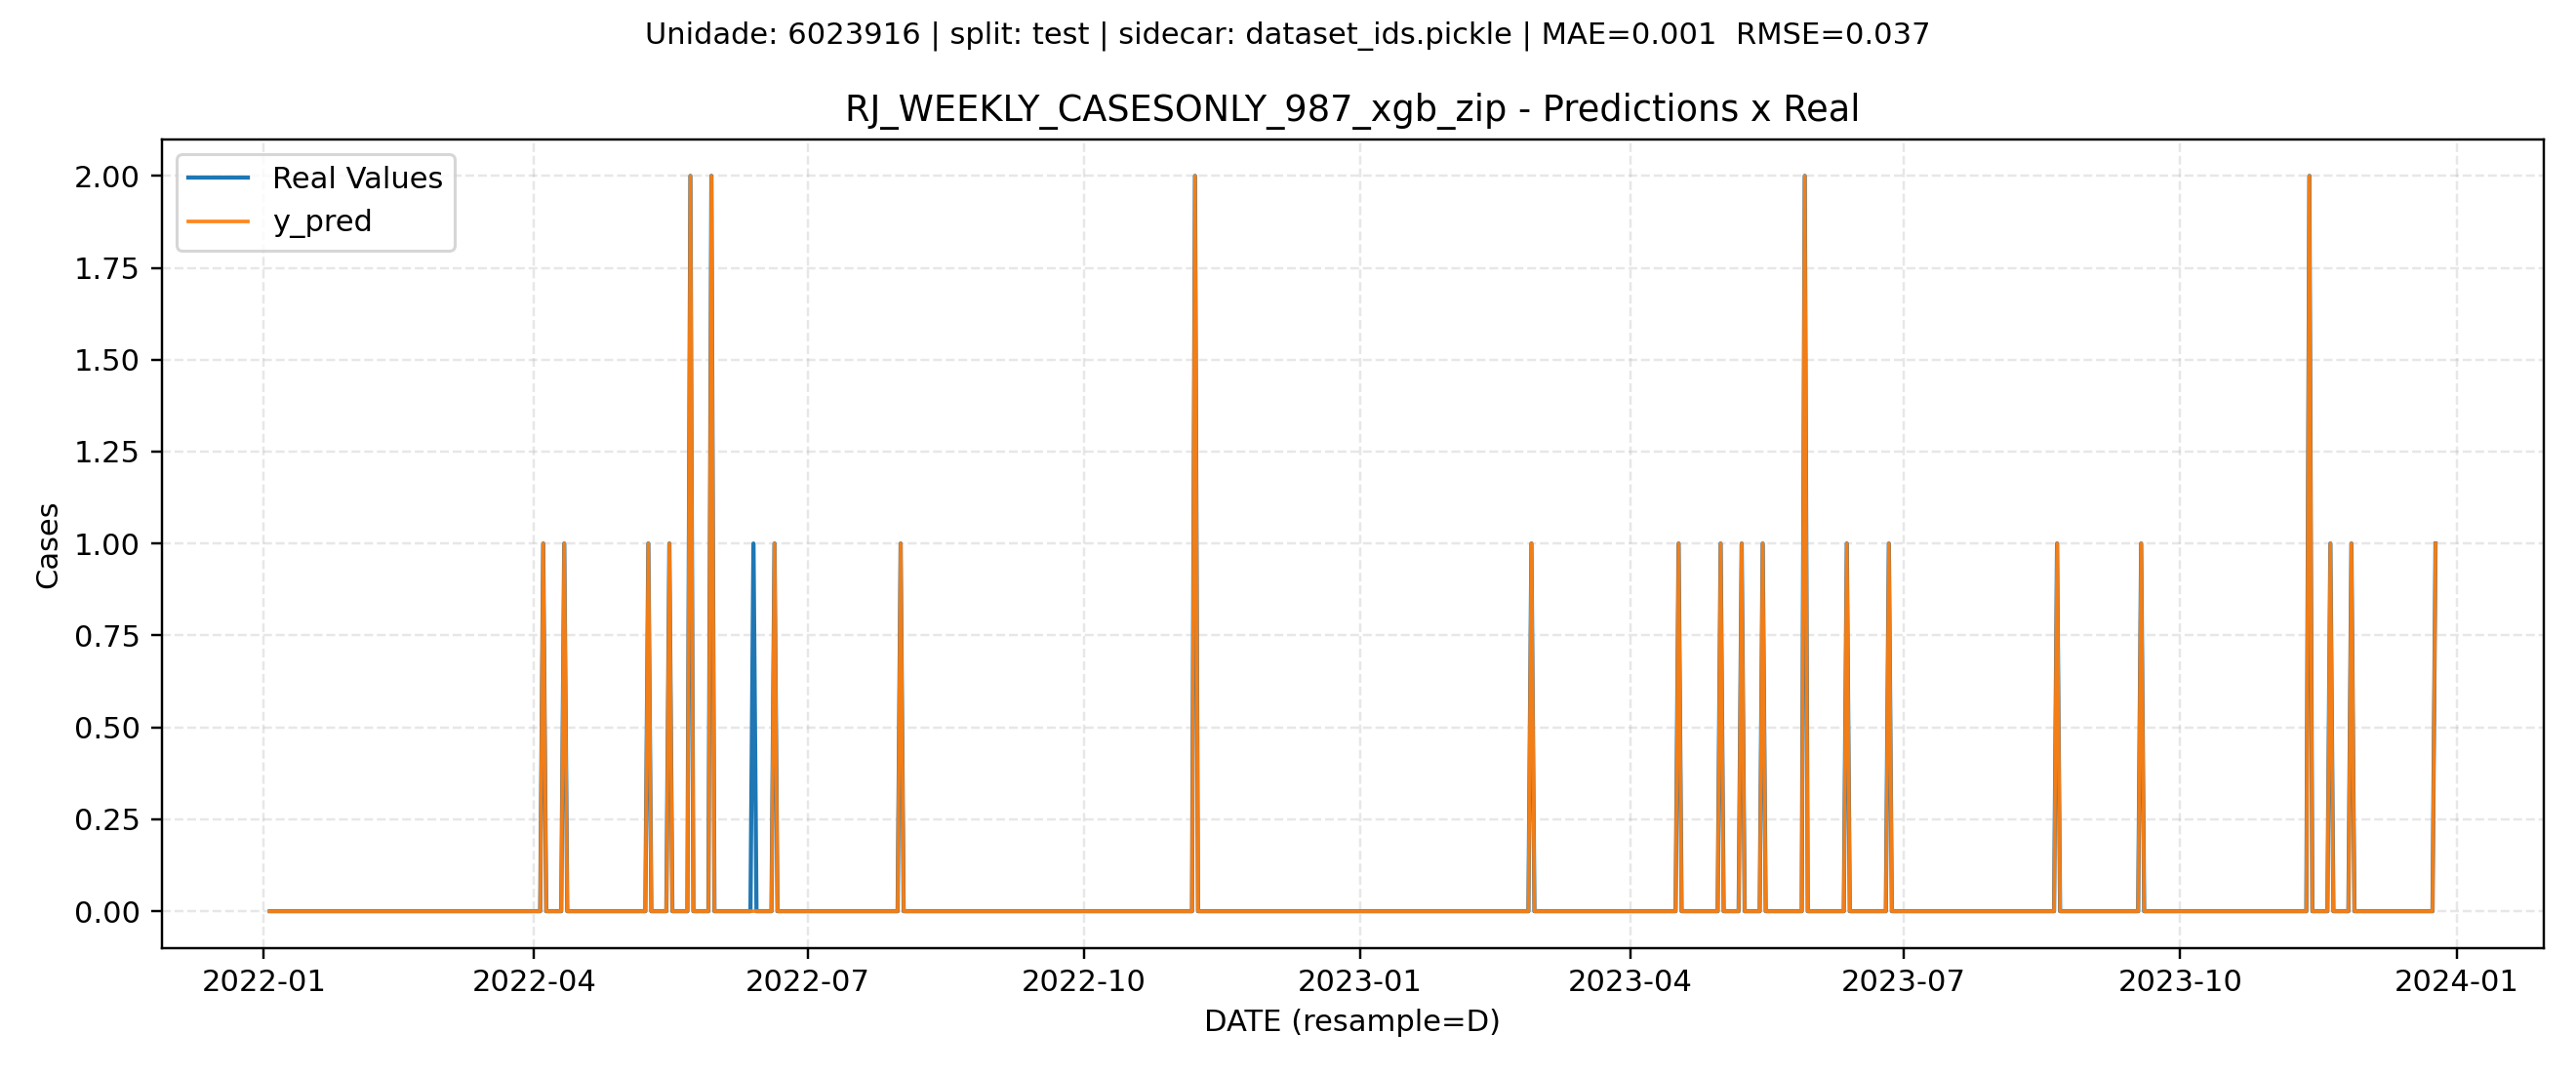 Unidade: 6023916 | split: test | sidecar: dataset_ids.pickle | MAE=0.001  RMSE=0.037
RJ_WEEKLY_CASESONLY_987_xgb_zip - Predictions x Real
Real Values
y_pred
2.00
1.75
1.50
1.25
1.00
0.75
0.50
0.25
0.00
Cases
2022-01 2022-04 2022-07 2022-10 2023-01 2023-04 2023-07 2023-10 2024-01
DATE (resample=D)